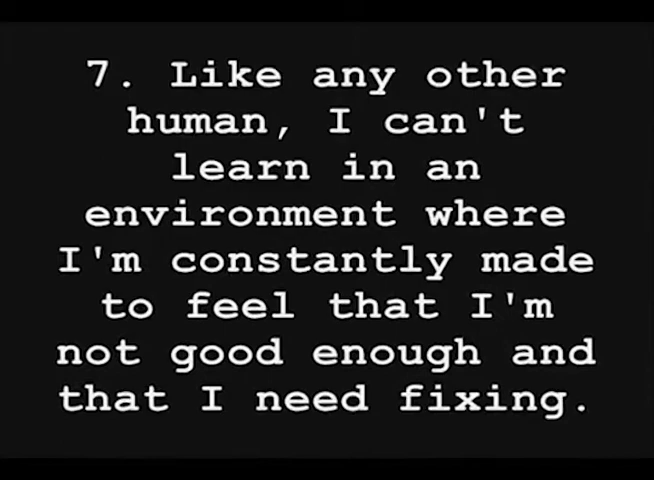 7. Like any other
human, I can't
learn in an
environment where
I'm constantly made
to feel that I'm
not good enough and
that I need fixing.